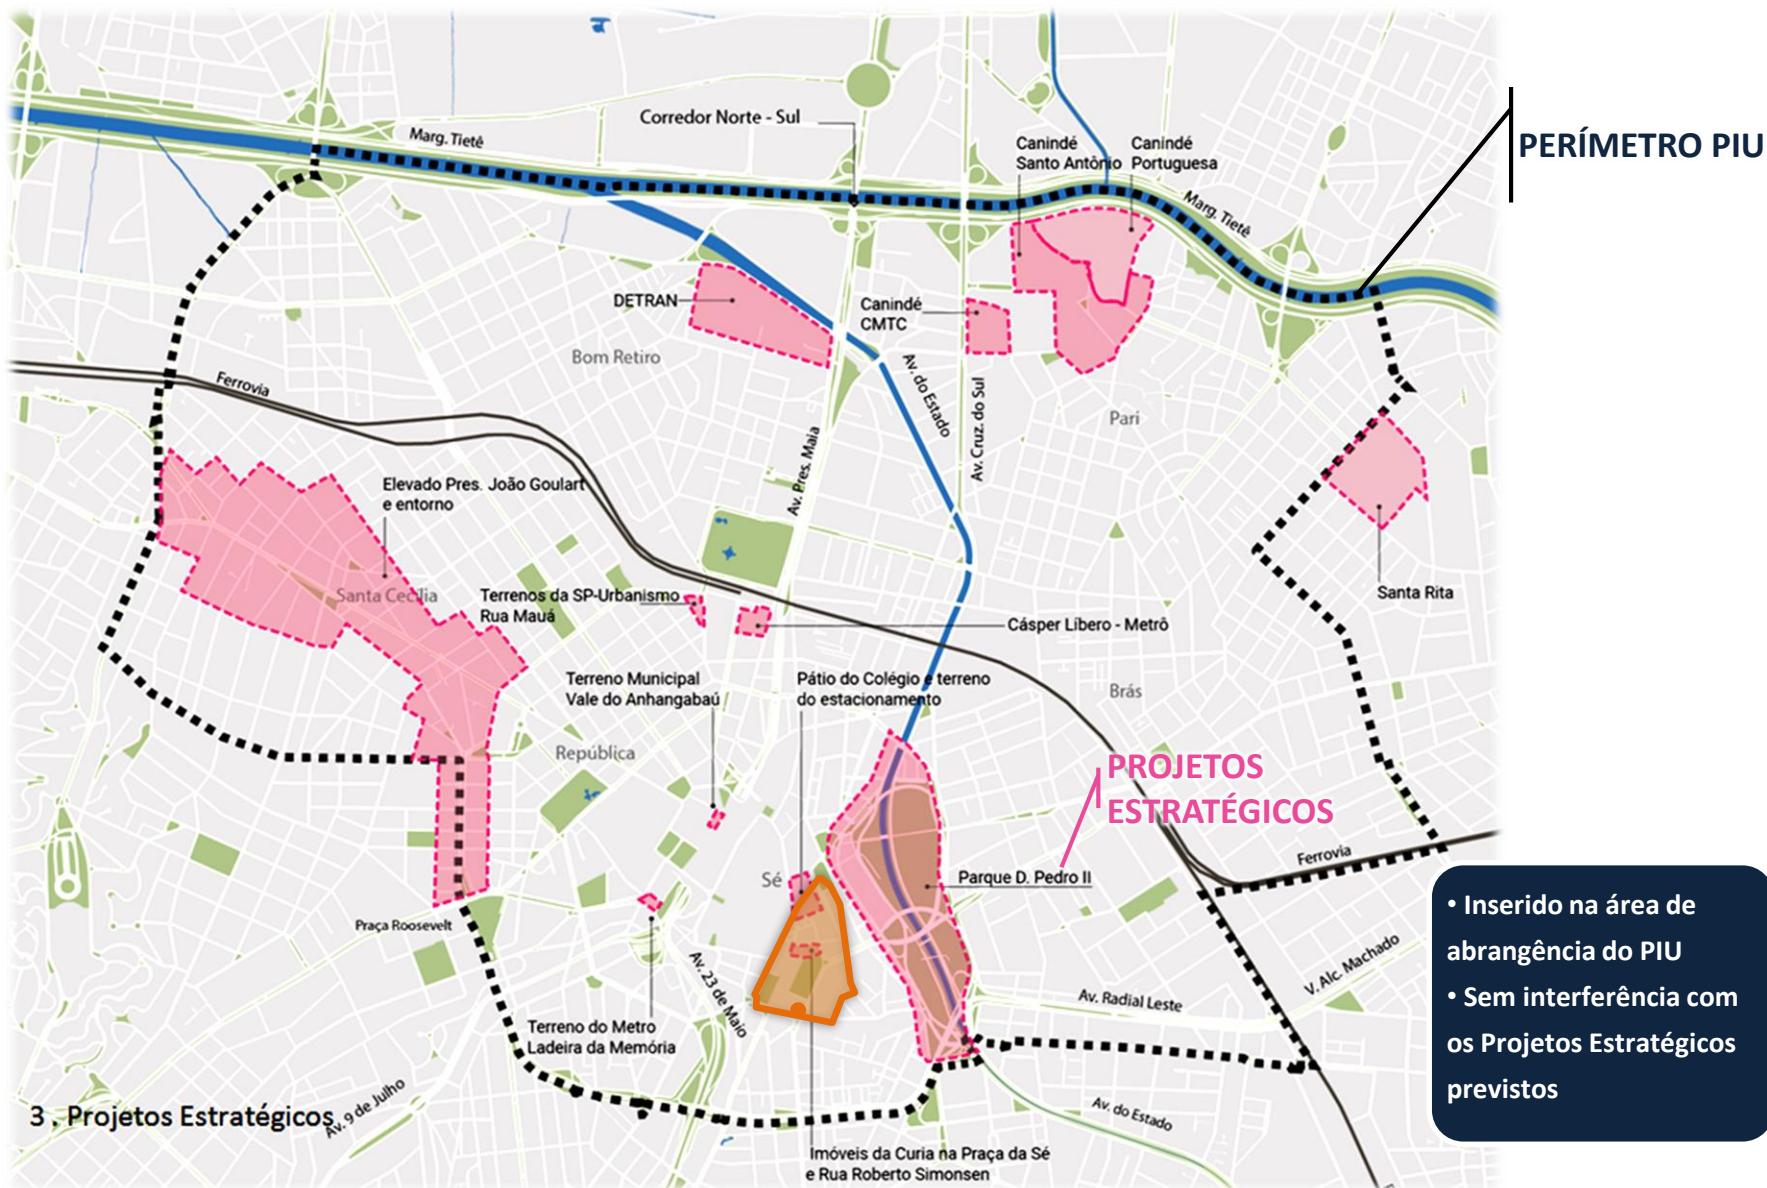 Corredor Norte - Sul
Marg. Tietê
Canindé
Santo Antônio
Canindé
Portuguesa
PERÍMETRO PIU
Marg. Tietê
DETRAN
Canindé
CMTC
Bom Retiro
Av. do Estado
Ferrovia
Av. Cruz. do Sul
Pari
Av. Pres. Maia
Elevado Pres. João Goulart
e entorno
Santa Cecília
Terrenos da SP-Urbanismo
Rua Mauá
Santa Rita
Cásper Líbero - Metrô
Terreno Municipal
Vale do Anhangabaú
Pátio do Colégio e terreno
do estacionamento
Brás
República
PROJETOS
ESTRATÉGICOS
Ferrovia
Sé
Parque D. Pedro II
Praça Roosevelt
• Inserido na área de
abrangência do PIU
• Sem interferência com
os Projetos Estratégicos
previstos
V. Alc. Machado
Av. 23 de Maio
Av. Radial Leste
Terreno do Metro
Ladeira da Memória
3 . Projetos Estratégicos
Av. 9 de Julho
Av. do Estado
Imóveis da Curia na Praça da Sé
e Rua Roberto Simonsen